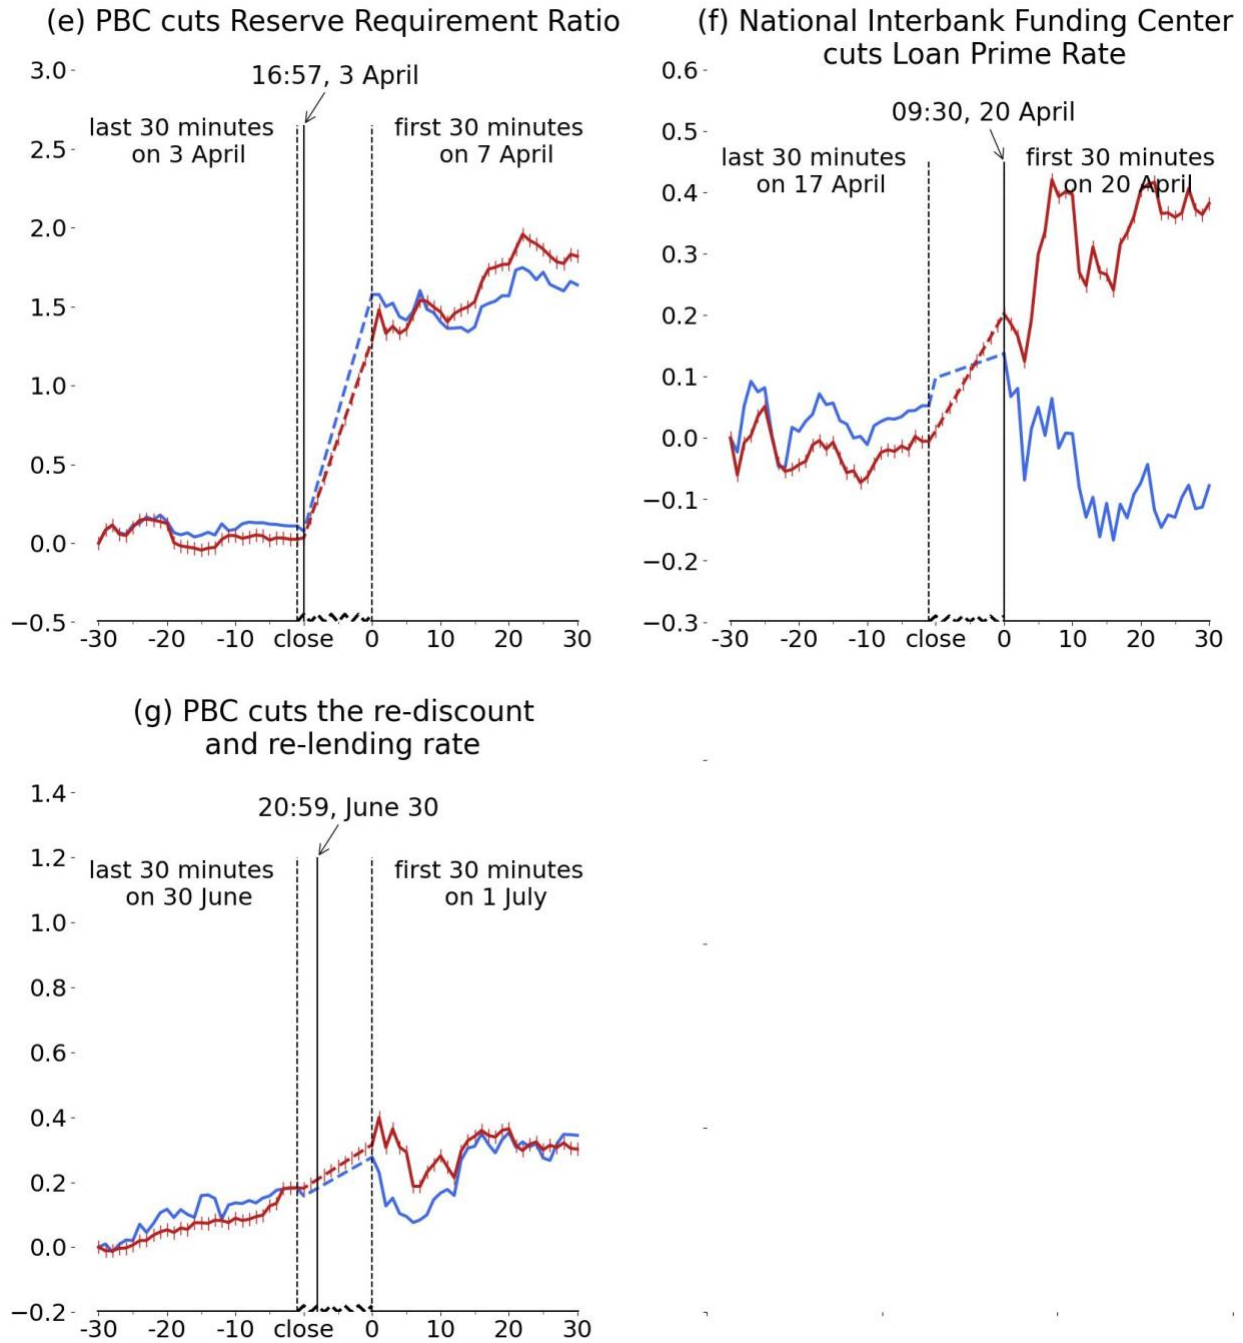 (e) PBC cuts Reserve Requirement Ratio
3.0
2.5
2.0
1.5
1.0
0.5
0.0
−0.5
16:57, 3 April
last 30 minutes
on 3 April
first 30 minutes
on 7 April
-30 -20 -10 close 0 10 20 30
(f) National Interbank Funding Center
cuts Loan Prime Rate
0.6
0.5
0.4
0.3
0.2
0.1
0.0
−0.1
−0.2
−0.3
09:30, 20 April
last 30 minutes
on 17 April
first 30 minutes
on 20 April
-30 -20 -10 close 0 10 20 30
(g) PBC cuts the re-discount
and re-lending rate
1.4
1.2
1.0
0.8
0.6
0.4
0.2
0.0
−0.2
20:59, June 30
last 30 minutes
on 30 June
first 30 minutes
on 1 July
-30 -20 -10 close 0 10 20 30